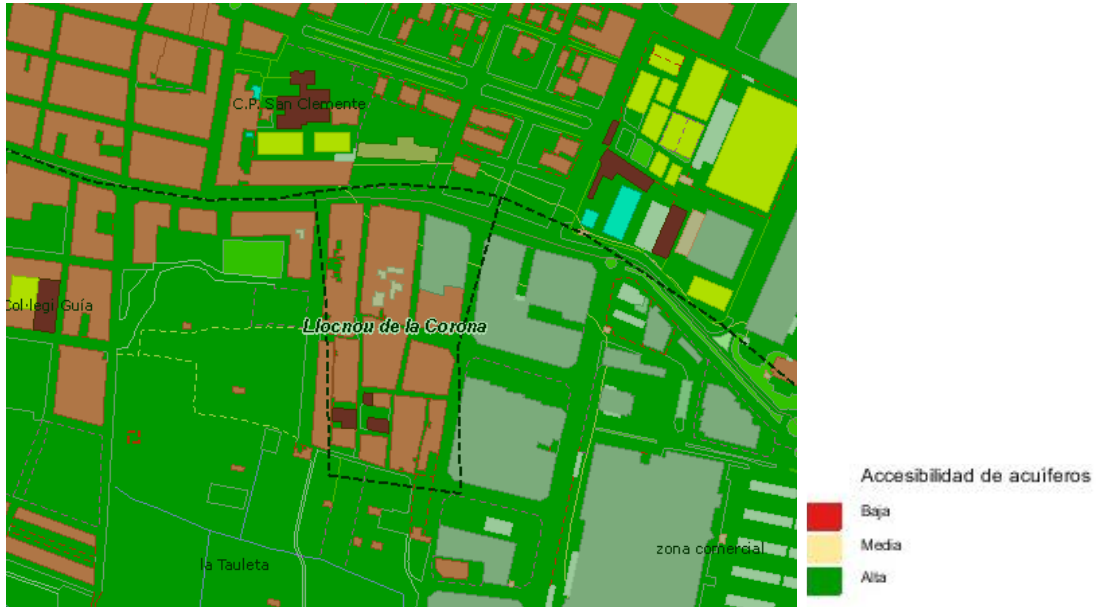 C.P. San Clemente
Col·legi Guía
Llocnou de la Corona
la Tauleta
zona comercial
Accesibilidad de acuíferos
Baja
Media
Alta